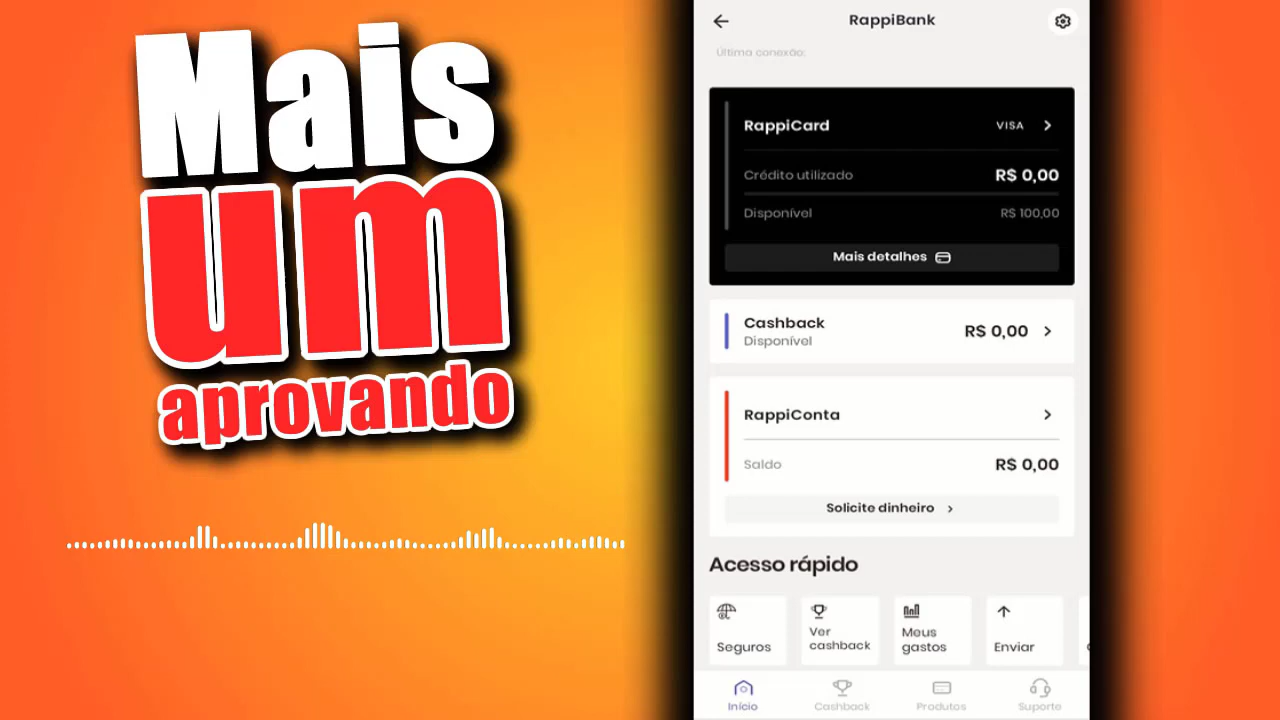 Mais
um
aprovando
RappiBank
Última conexão:
RappiCard VISA
Crédito utilizado R$ 0,00
Disponível R$ 100,00
Mais detalhes
Cashback
Disponível
R$ 0,00
RappiConta
Saldo R$ 0,00
Solicite dinheiro
Acesso rápido
Seguros
Ver
cashback
Meus
gastos
Enviar
Início Cashback Produtos Suporte